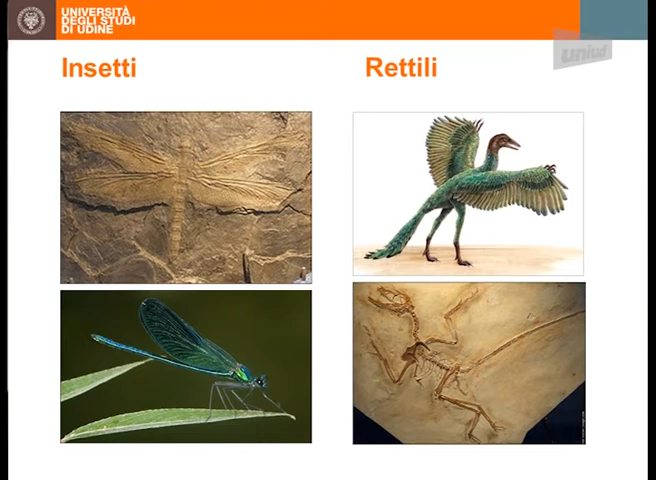 UNIVERSITÀ
DEGLI STUDI
DI UDINE
uniud
Insetti
Rettili